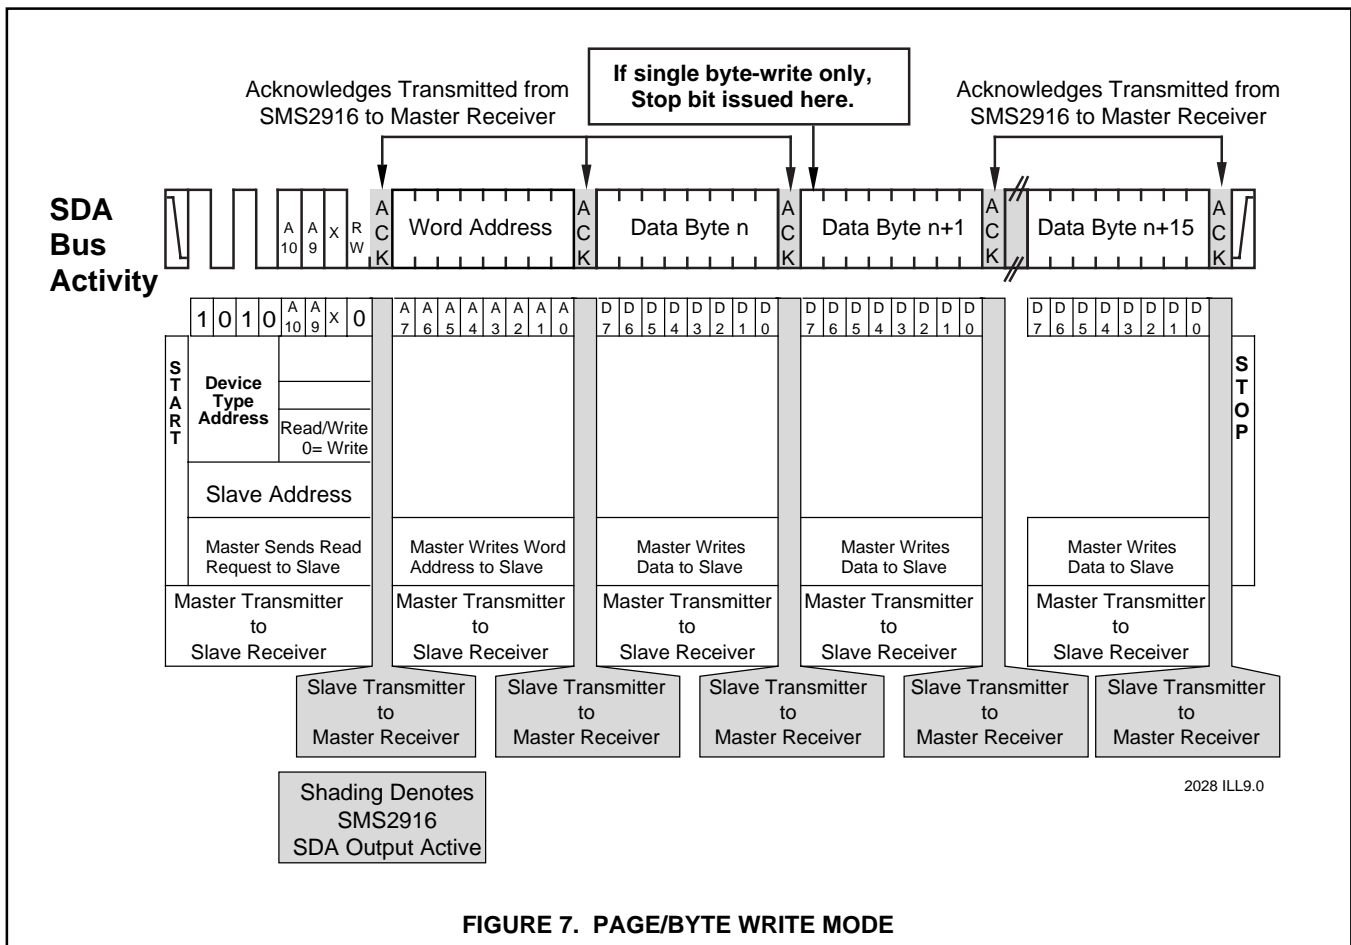 If single byte-write only,
Stop bit issued here.
Acknowledges Transmitted from
SMS2916 to Master Receiver
Acknowledges Transmitted from
SMS2916 to Master Receiver
SDA
Bus
Activity
A10 A9 X RW ACK Word Address ACK Data Byte n ACK Data Byte n+1 ACK Data Byte n+15 ACK
1 0 1 0 A10 A9 X 0 A7 A6 A5 A4 A3 A2 A1 A0 D7 D6 D5 D4 D3 D2 D1 D0 D7 D6 D5 D4 D3 D2 D1 D0 D7 D6 D5 D4 D3 D2 D1 D0
START
Device
Type
Address
Read/Write
0= Write
Slave Address
STOP
Master Sends Read
Request to Slave
Master Writes Word
Address to Slave
Master Writes
Data to Slave
Master Writes
Data to Slave
Master Writes
Data to Slave
Master Transmitter
to
Slave Receiver
Master Transmitter
to
Slave Receiver
Master Transmitter
to
Slave Receiver
Master Transmitter
to
Slave Receiver
Master Transmitter
to
Slave Receiver
Slave Transmitter
to
Master Receiver
Slave Transmitter
to
Master Receiver
Slave Transmitter
to
Master Receiver
Slave Transmitter
to
Master Receiver
Slave Transmitter
to
Master Receiver
Shading Denotes
SMS2916
SDA Output Active
2028 ILL9.0
FIGURE 7. PAGE/BYTE WRITE MODE